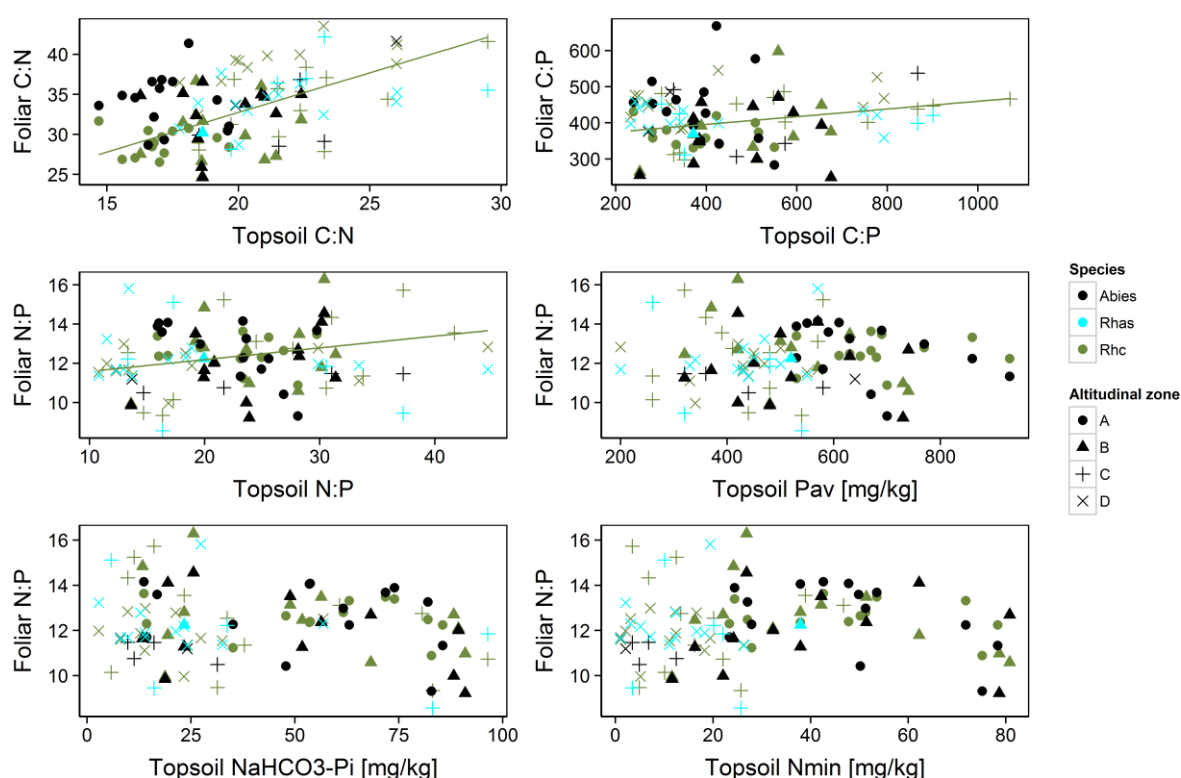 Foliar C:N
40
35
30
25
15
20
25
30
Topsoil C:N
Foliar C:P
600
500
400
300
200
400
600
800
1000
Topsoil C:P
Foliar N:P
16
14
12
10
10
20
30
40
Topsoil N:P
Foliar N:P
16
14
12
10
200
400
600
800
Topsoil Pav [mg/kg]
Foliar N:P
16
14
12
10
0
25
50
75
100
Topsoil NaHCO3-Pi [mg/kg]
Foliar N:P
16
14
12
10
0
20
40
60
80
Topsoil Nmin [mg/kg]
Species
Abies
Rhas
Rhc
Altitudinal zone
A
B
C
D